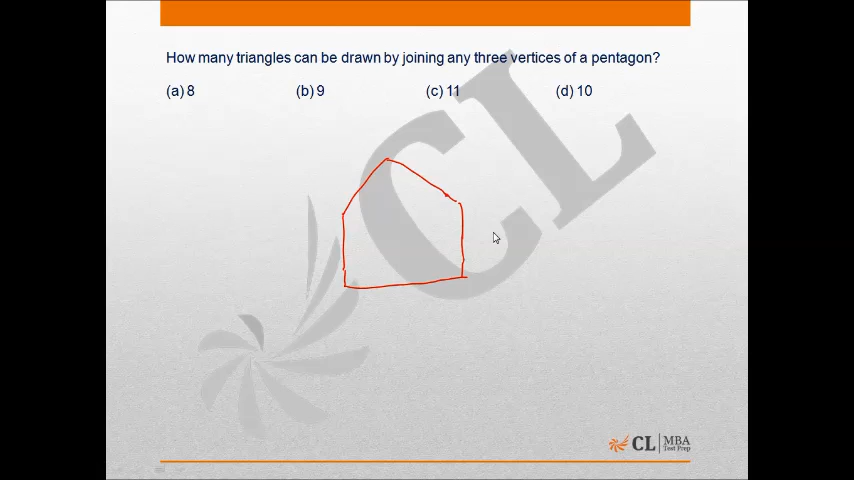 How many triangles can be drawn by joining any three vertices of a pentagon?
(a) 8 (b) 9 (c) 11 (d) 10
CL
CL MBA
Test Prep